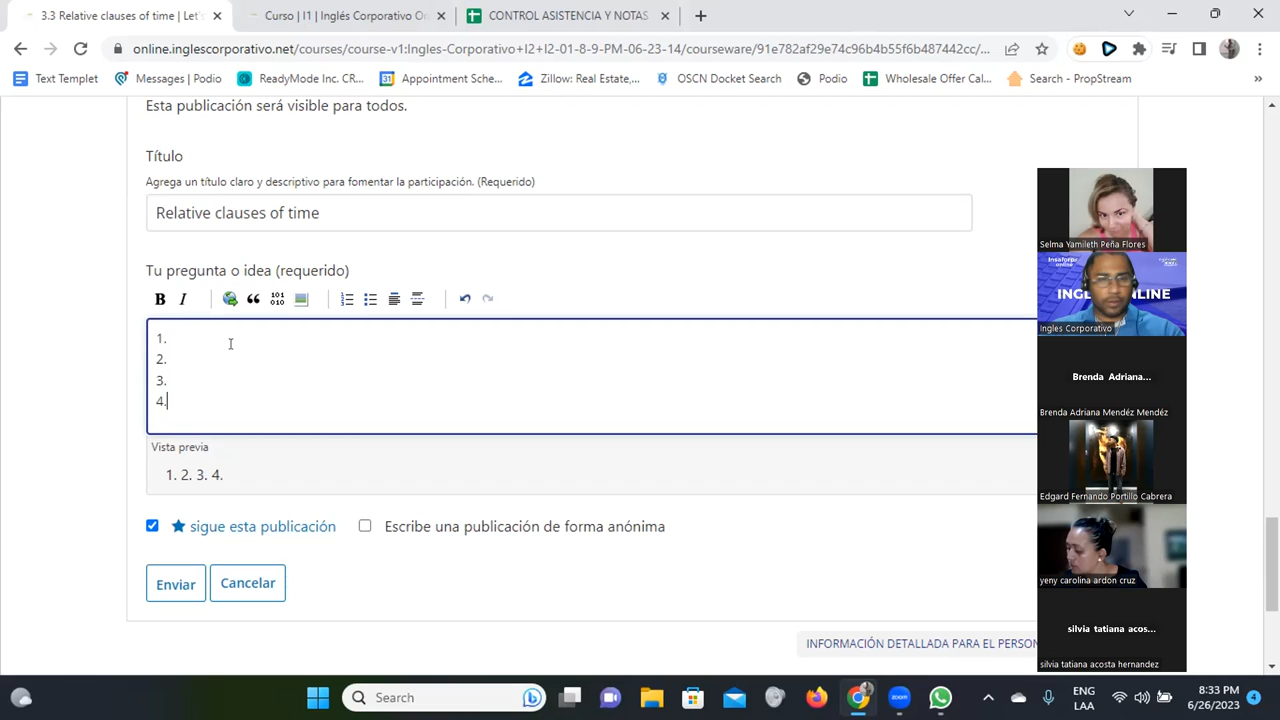 3.3 Relative clauses of time | Let's
Curso | I1 | Inglés Corporativo On
CONTROL ASISTENCIA Y NOTAS
online.inglescorporativo.net/courses/course-v1:Ingles-Corporativo+I2+I2-01-8-9-PM-06-23-14/courseware/91e782af29e74c96b4b55f6b487442cc/...
Text Templet
Messages | Podio
ReadyMode Inc. CR...
Appointment Sche...
Zillow: Real Estate,...
OSCN Docket Search
Podio
Wholesale Offer Cal...
Search - PropStream
»
Esta publicación será visible para todos.
Título
Agrega un título claro y descriptivo para fomentar la participación. (Requerido)
Relative clauses of time
Tu pregunta o idea (requerido)
B I
1.
2.
3.
4.
Vista previa
1. 2. 3. 4.
sigue esta publicación
Escribe una publicación de forma anónima
Enviar
Cancelar
INFORMACIÓN DETALLADA PARA EL PERSON
Selma Yamileth Peña Flores
Insaforp online
INGL ONLINE
Ingles Corporativo
Brenda Adriana...
Brenda Adriana Mendéz Mendéz
Edgard Fernando Portillo Cabrera
yeny carolina ardon cruz
silvia tatiana acos...
silvia tatiana acosta hernandez
Search
zoom
ENG
LAA
8:33 PM
6/26/2023
4